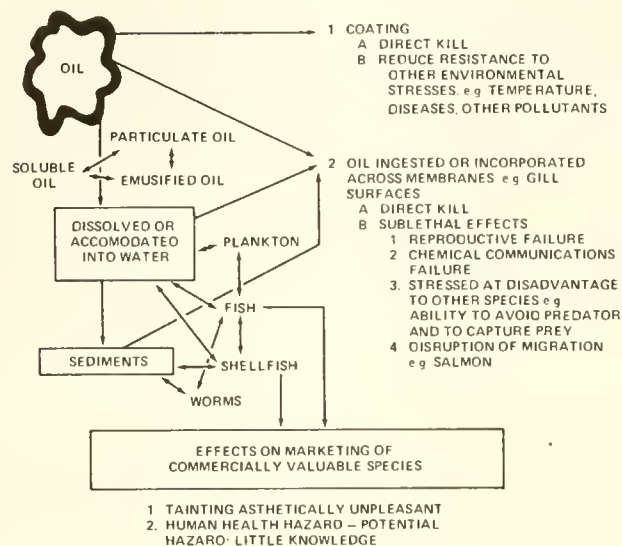 OIL
1 COATING
A DIRECT KILL
B REDUCE RESISTANCE TO
OTHER ENVIRONMENTAL
STRESSES. e g TEMPERATURE,
DISEASES, OTHER POLLUTANTS
PARTICULATE OIL
SOLUBLE
OIL
EMUSIFIED OIL
2 OIL INGESTED OR INCORPORATED
ACROSS MEMBRANES e g GILL
SURFACES
A DIRECT KILL
B SUBLETHAL EFFECTS
1 REPRODUCTIVE FAILURE
2 CHEMICAL COMMUNICATIONS
FAILURE
3. STRESSED AT DISADVANTAGE
TO OTHER SPECIES e g
ABILITY TO AVOID PREDATOR
AND TO CAPTURE PREY
4 DISRUPTION OF MIGRATION
e g SALMON
DISSOLVED OR
ACCOMODATED
INTO WATER
PLANKTON
FISH
SEDIMENTS
SHELLFISH
WORMS
EFFECTS ON MARKETING OF
COMMERCIALLY VALUABLE SPECIES
1 TAINTING ASTHETICALLY UNPLEASANT
2. HUMAN HEALTH HAZARD – POTENTIAL
HAZARD· LITTLE KNOWLEDGE